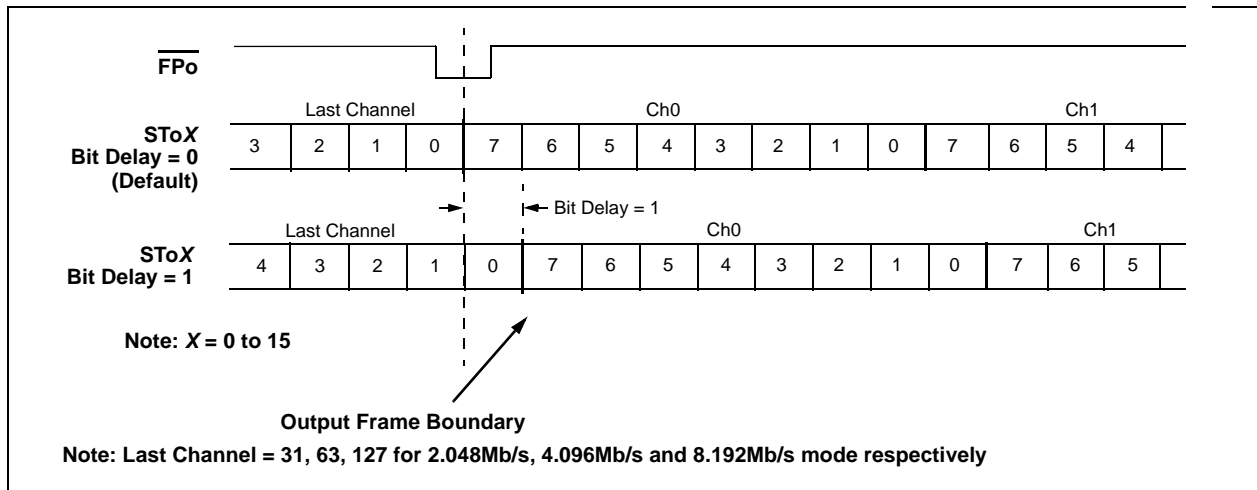 FPo
Last Channel Ch0 Ch1
SToX
Bit Delay = 0
(Default)
3 2 1 0 7 6 5 4 3 2 1 0 7 6 5 4
Bit Delay = 1
Last Channel Ch0 Ch1
SToX
Bit Delay = 1
4 3 2 1 0 7 6 5 4 3 2 1 0 7 6 5
Note: X = 0 to 15
Output Frame Boundary
Note: Last Channel = 31, 63, 127 for 2.048Mb/s, 4.096Mb/s and 8.192Mb/s mode respectively